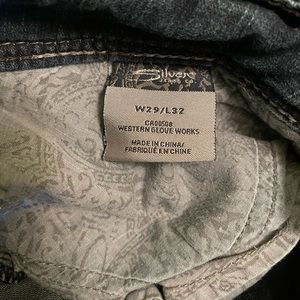 Silver
JEANS CO.
W29/L32
CA00508
WESTERN GLOVE WORKS
MADE IN CHINA/
FABRIQUÉ EN CHINE